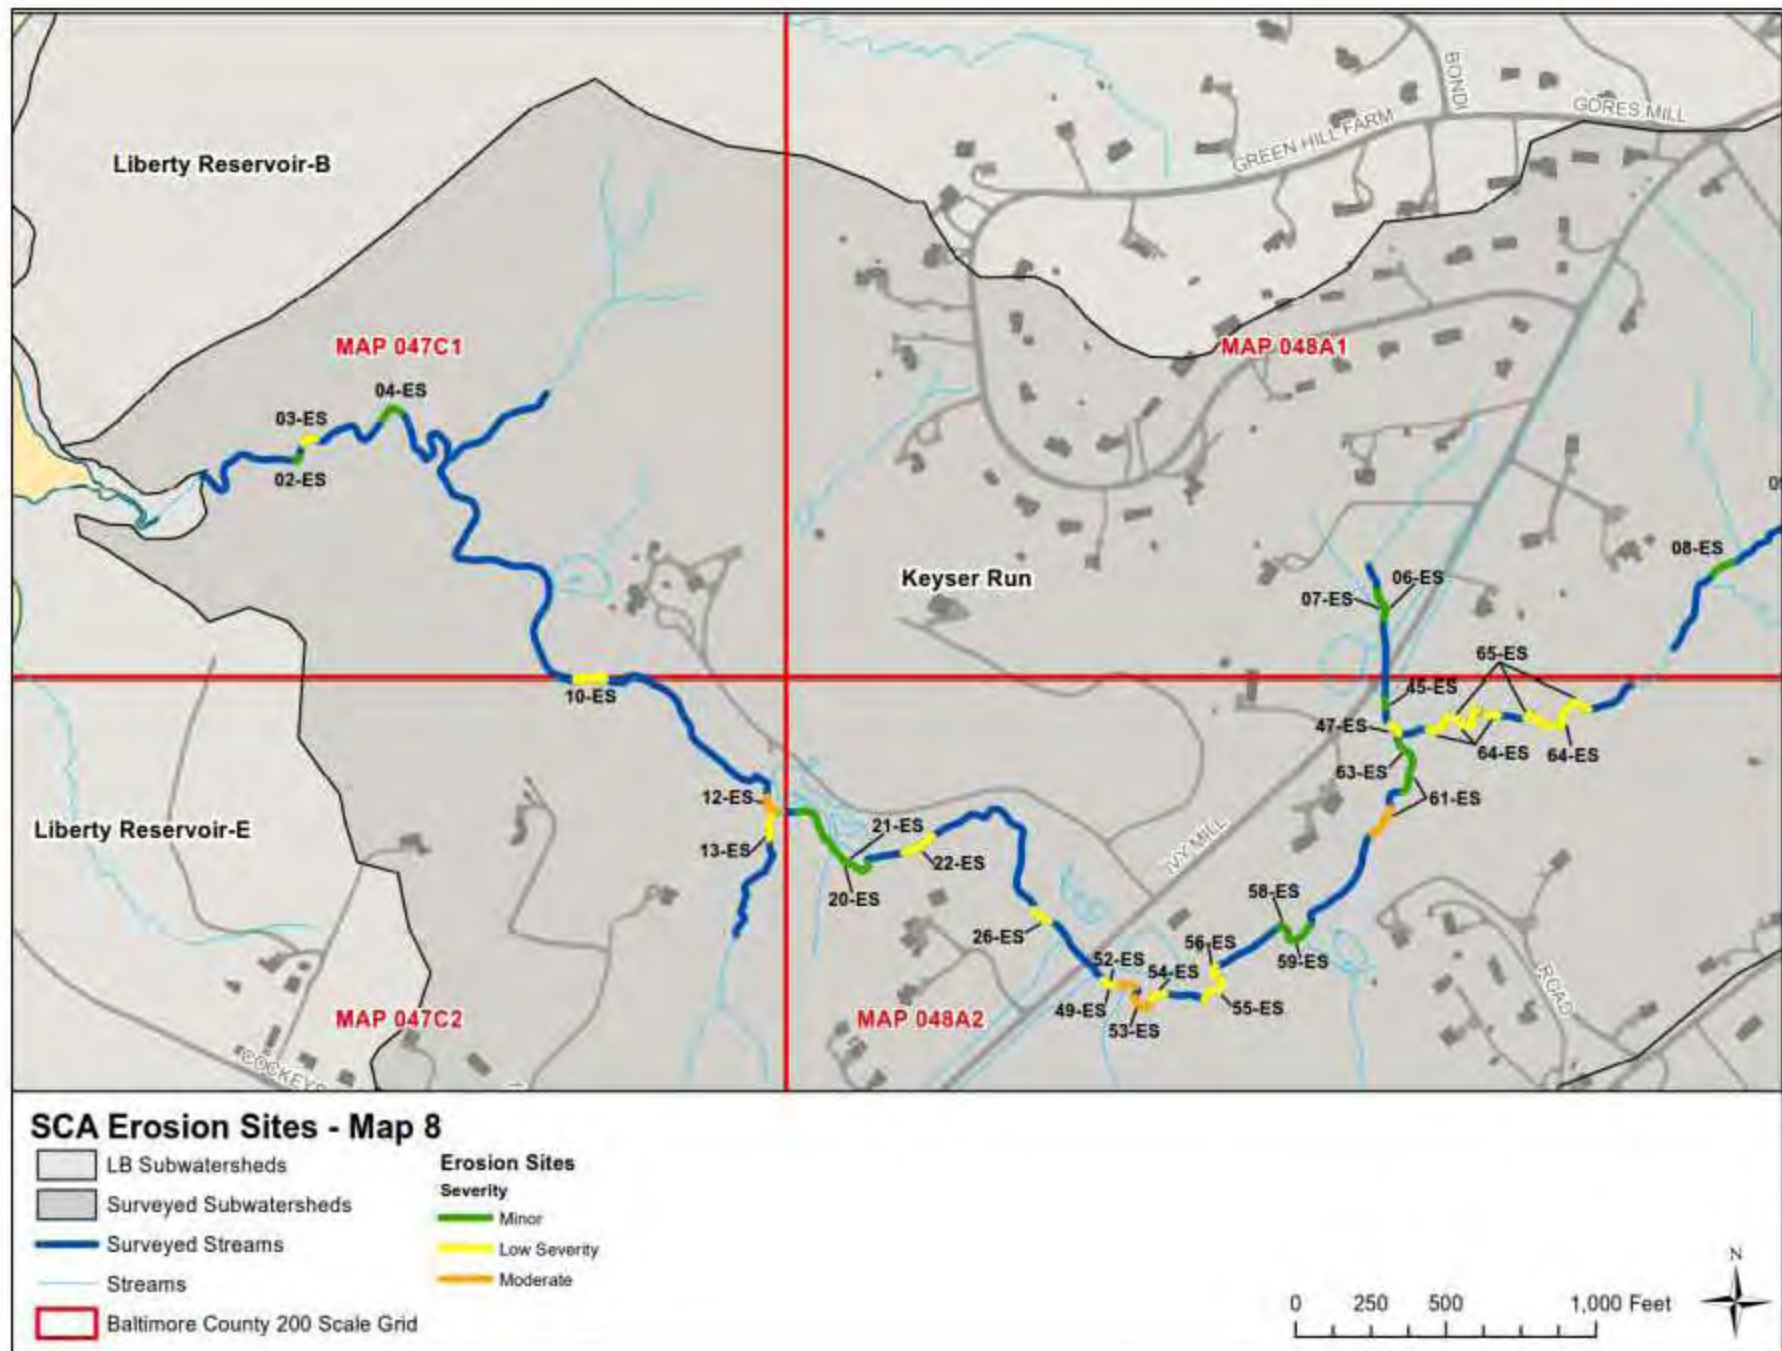 BONDI
GORES MILL
GREEN HILL FARM
Liberty Reservoir-B
MAP 047C1
MAP 048A1
04-ES
03-ES
02-ES
08-ES
Keyser Run
06-ES
07-ES
65-ES
10-ES
45-ES
47-ES
64-ES
64-ES
63-ES
12-ES
61-ES
Liberty Reservoir-E
21-ES
13-ES
22-ES
IVY MILL
20-ES
58-ES
26-ES
56-ES
52-ES
59-ES
54-ES
ROAD
49-ES
55-ES
53-ES
MAP 047C2
MAP 048A2
COCKEYS
SCA Erosion Sites - Map 8
LB Subwatersheds
Surveyed Subwatersheds
Surveyed Streams
Streams
Baltimore County 200 Scale Grid
Erosion Sites
Severity
Minor
Low Severity
Moderate
N
0 250 500 1,000 Feet